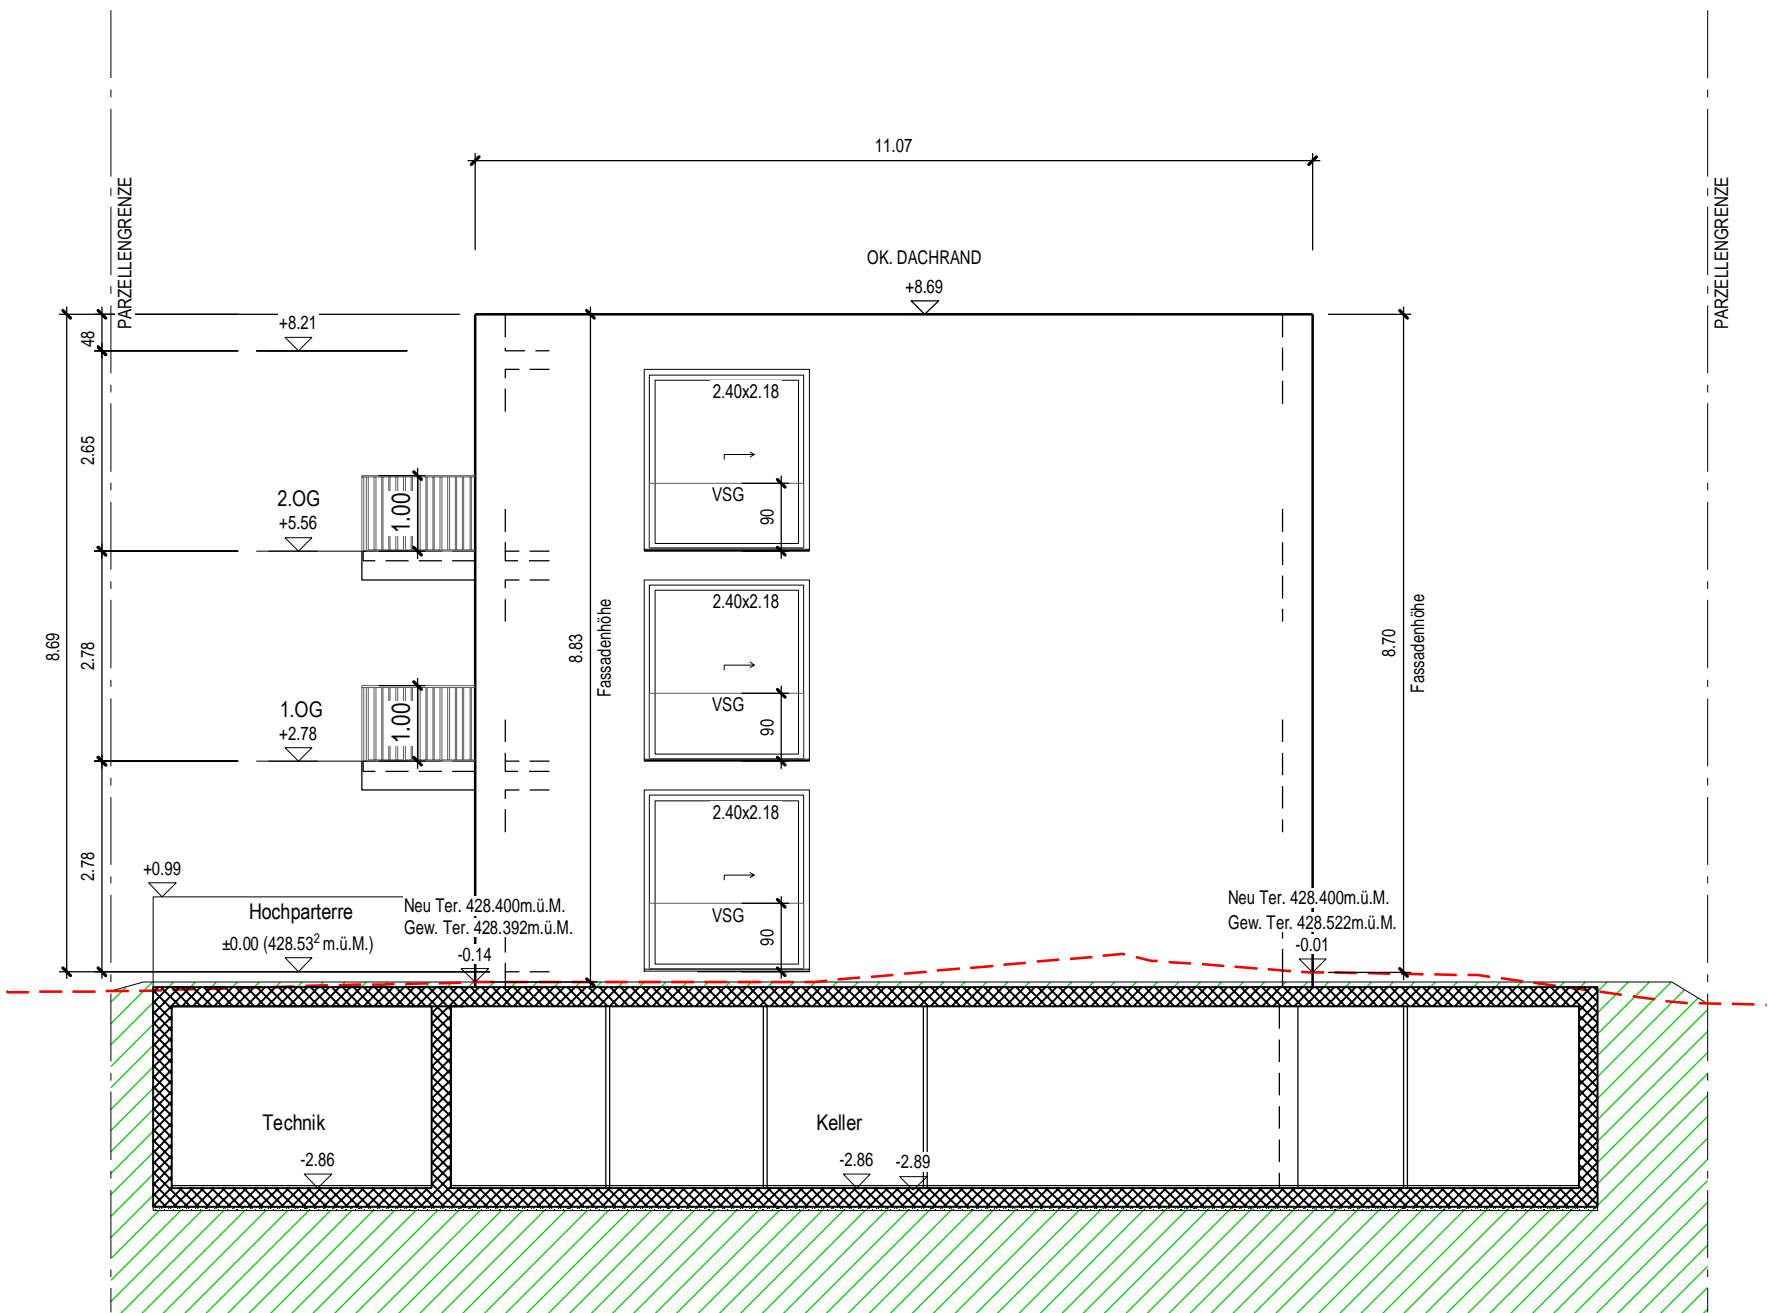 11.07
PARZELLENGRENZE
PARZELLENGRENZE
OK. DACHRAND
+8.69
+8.21
48
2.40x2.18
2.65
VSG
90
2.OG
+5.56
1.00
2.40x2.18
8.69
2.78
8.83
Fassadenhöhe
8.70
Fassadenhöhe
VSG
90
1.OG
+2.78
1.00
2.40x2.18
2.78
+0.99
VSG
90
Hochparterre
±0.00 (428.53² m.ü.M.)
Neu Ter. 428.400m.ü.M.
Gew. Ter. 428.392m.ü.M.
-0.14
Neu Ter. 428.400m.ü.M.
Gew. Ter. 428.522m.ü.M.
-0.01
Technik
-2.86
Keller
-2.86
-2.89